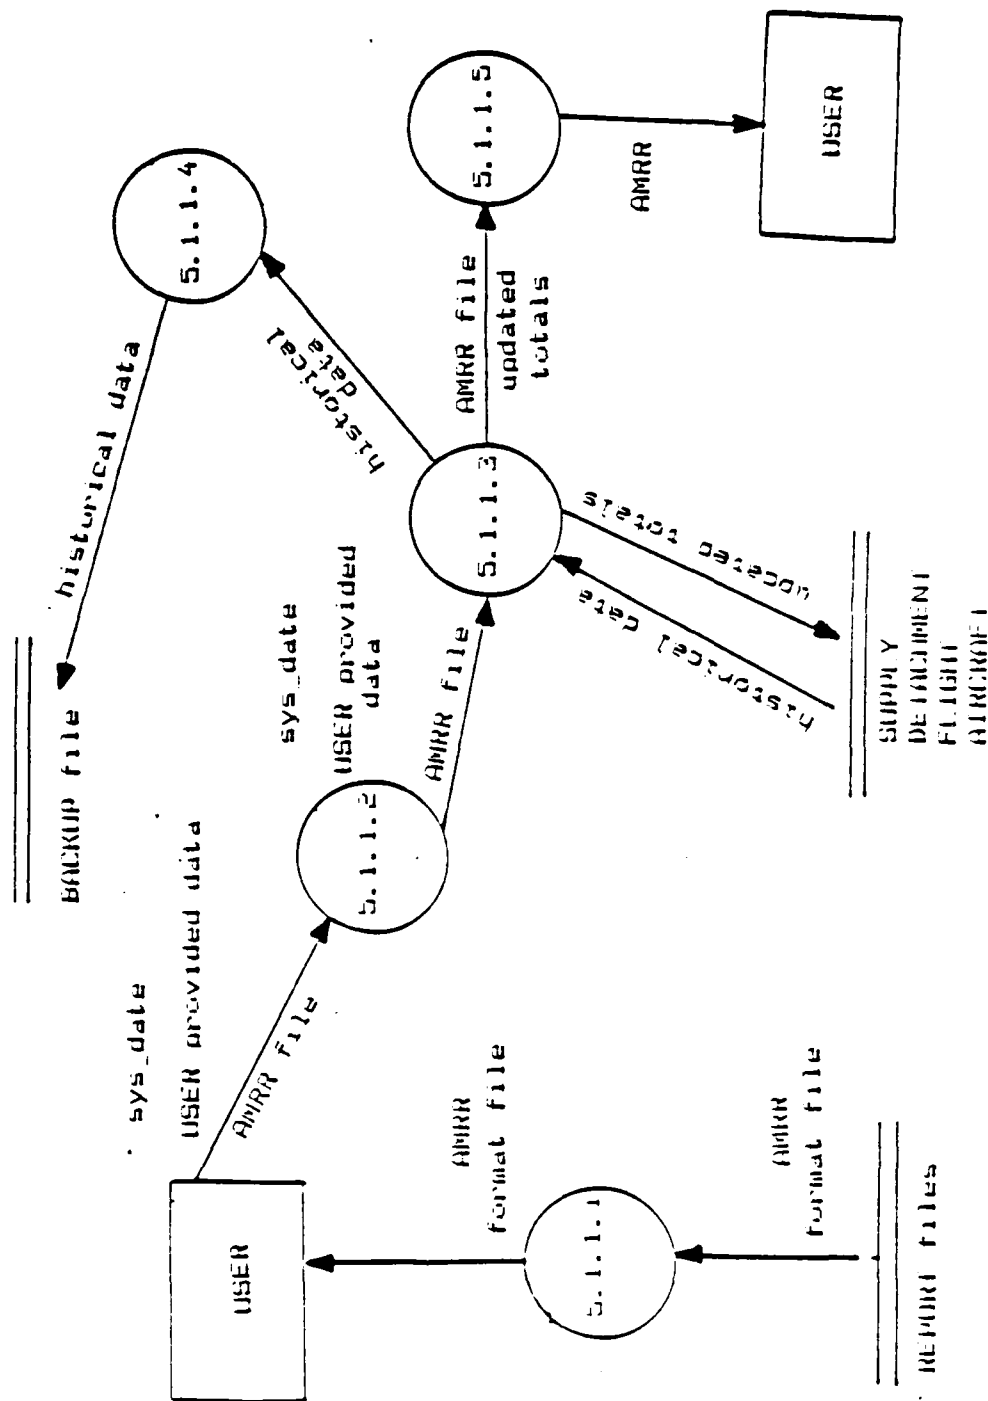 BACKUP file
historical data
5.1.1.4
historical
data
sys_date
USER provided data
AMRR file
USER
5.1.1.2
sys_date
USER provided
data
AMRR file
5.1.1.3
AMRR file
updated
totals
5.1.1.5
AMRR
USER
historical data
updated totals
SUPPLY
DETACHMENT
FLIGHT
AIRCRAFT
AMRR
format file
5.1.1.1
AMRR
format file
REPORT files